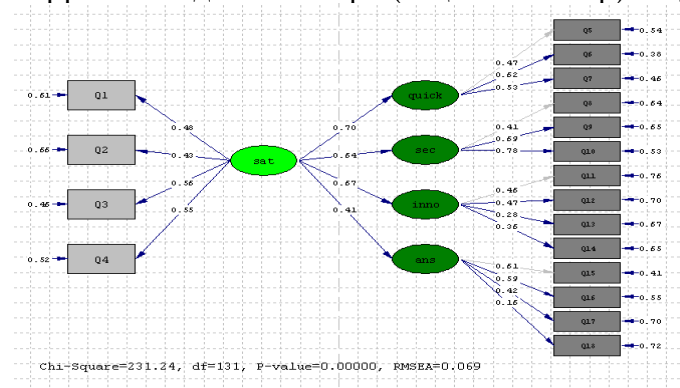 Q5 0.54
0.47 Q6 0.38
0.62
0.53 Q7 0.46
0.61 Q1 quick
Q8 0.64
0.48 0.70 0.41 Q9 0.65
0.69
Q2 0.66 0.43 sec 0.78 Q10 0.53
sat 0.64
Q11 0.76
0.56 0.67 0.46
0.47 Q12 0.70
0.46 Q3 inno 0.28
0.55 0.41 0.36 Q13 0.67
Q14 0.65
0.52 Q4 ans 0.61 Q15 0.41
0.59
0.42 Q16 0.55
0.16 Q17 0.70
Q18 0.72
Chi-Square=231.24, df=131, P-value=0.00000, RMSEA=0.069